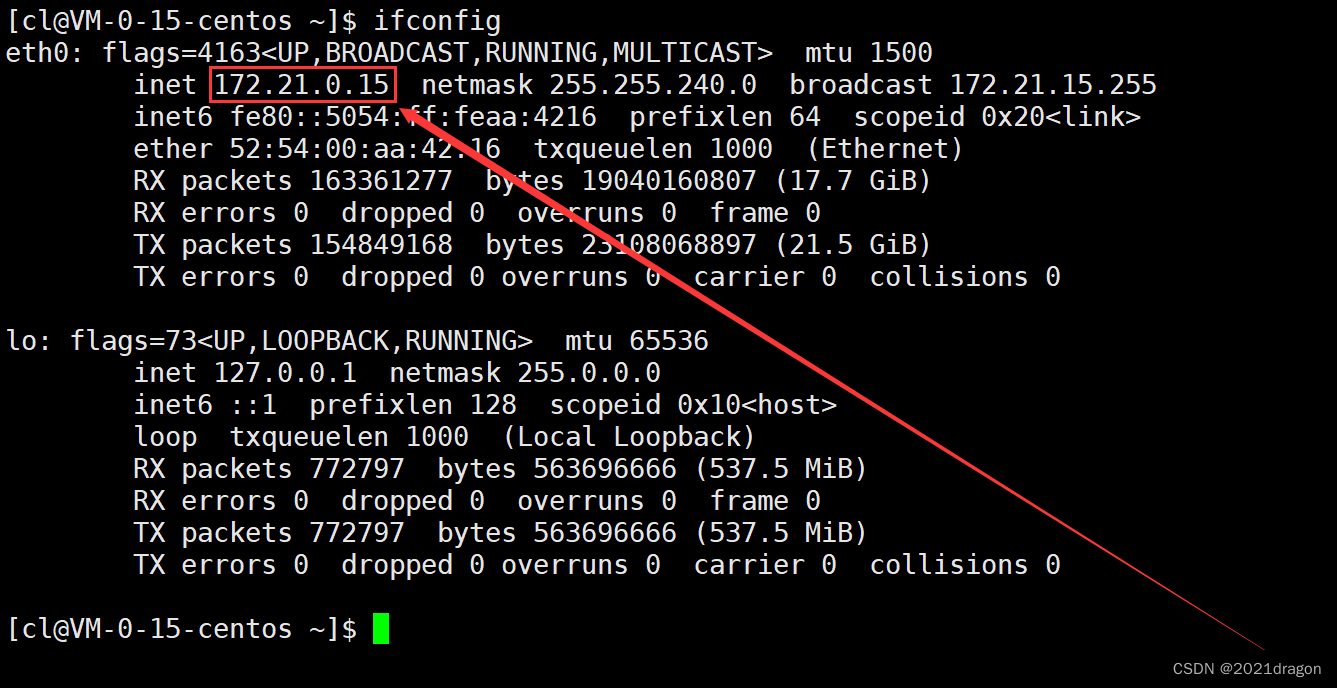 [cl@VM-0-15-centos ~]$ ifconfig
eth0: flags=4163<UP,BROADCAST,RUNNING,MULTICAST>  mtu 1500
        inet 172.21.0.15  netmask 255.255.240.0  broadcast 172.21.15.255
        inet6 fe80::5054:ff:feaa:4216  prefixlen 64  scopeid 0x20<link>
        ether 52:54:00:aa:42:16  txqueuelen 1000  (Ethernet)
        RX packets 163361277  bytes 19040160807 (17.7 GiB)
        RX errors 0  dropped 0  overruns 0  frame 0
        TX packets 154849168  bytes 23108068897 (21.5 GiB)
        TX errors 0  dropped 0 overruns 0  carrier 0  collisions 0

lo: flags=73<UP,LOOPBACK,RUNNING>  mtu 65536
        inet 127.0.0.1  netmask 255.0.0.0
        inet6 ::1  prefixlen 128  scopeid 0x10<host>
        loop  txqueuelen 1000  (Local Loopback)
        RX packets 772797  bytes 563696666 (537.5 MiB)
        RX errors 0  dropped 0  overruns 0  frame 0
        TX packets 772797  bytes 563696666 (537.5 MiB)
        TX errors 0  dropped 0 overruns 0  carrier 0  collisions 0

[cl@VM-0-15-centos ~]$
CSDN @2021dragon